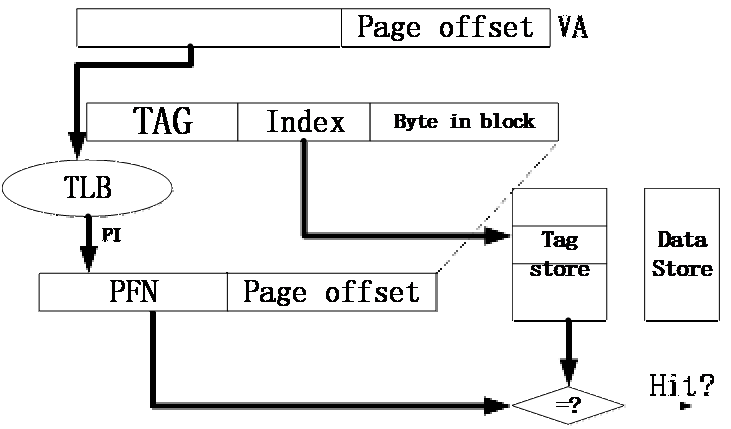 Page offset VA
TAG Index Byte in block
TLB
PI
Tag
store
Data
Store
PFN Page offset
Hit?
=?